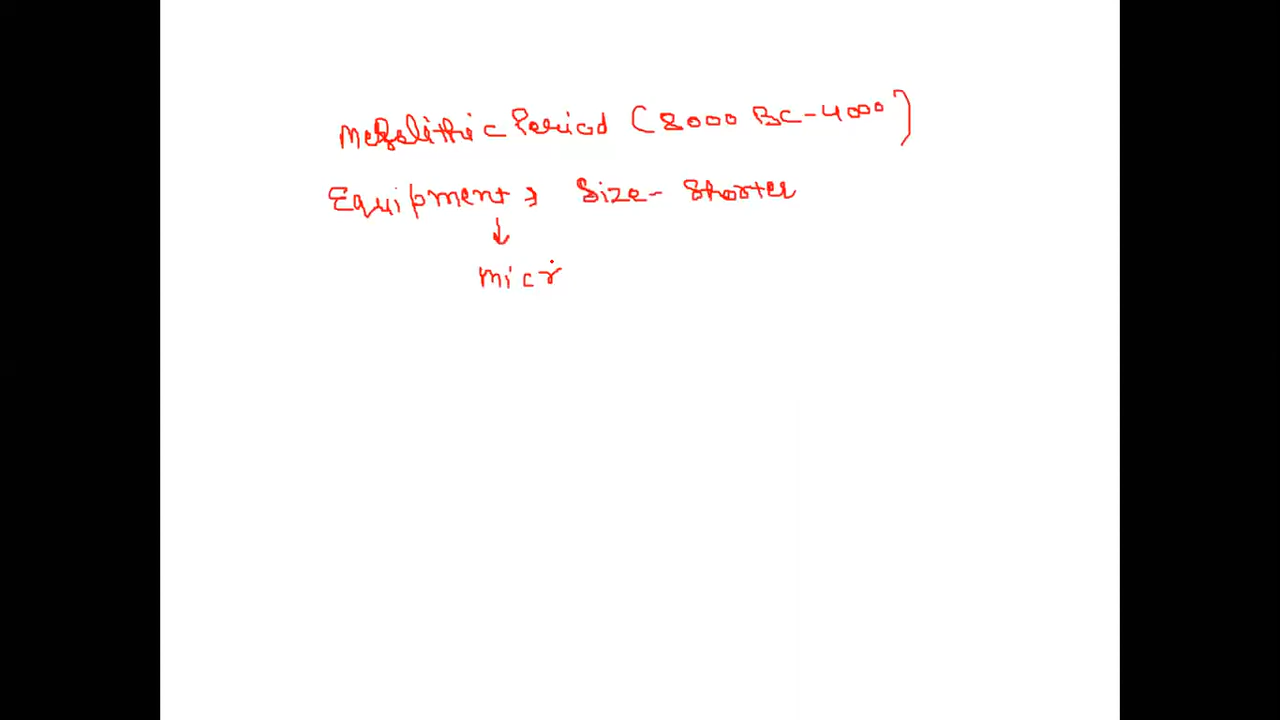 Mesolithic Period (8000 BC-4000)
Equipment → Size- Shorter
↓
micr